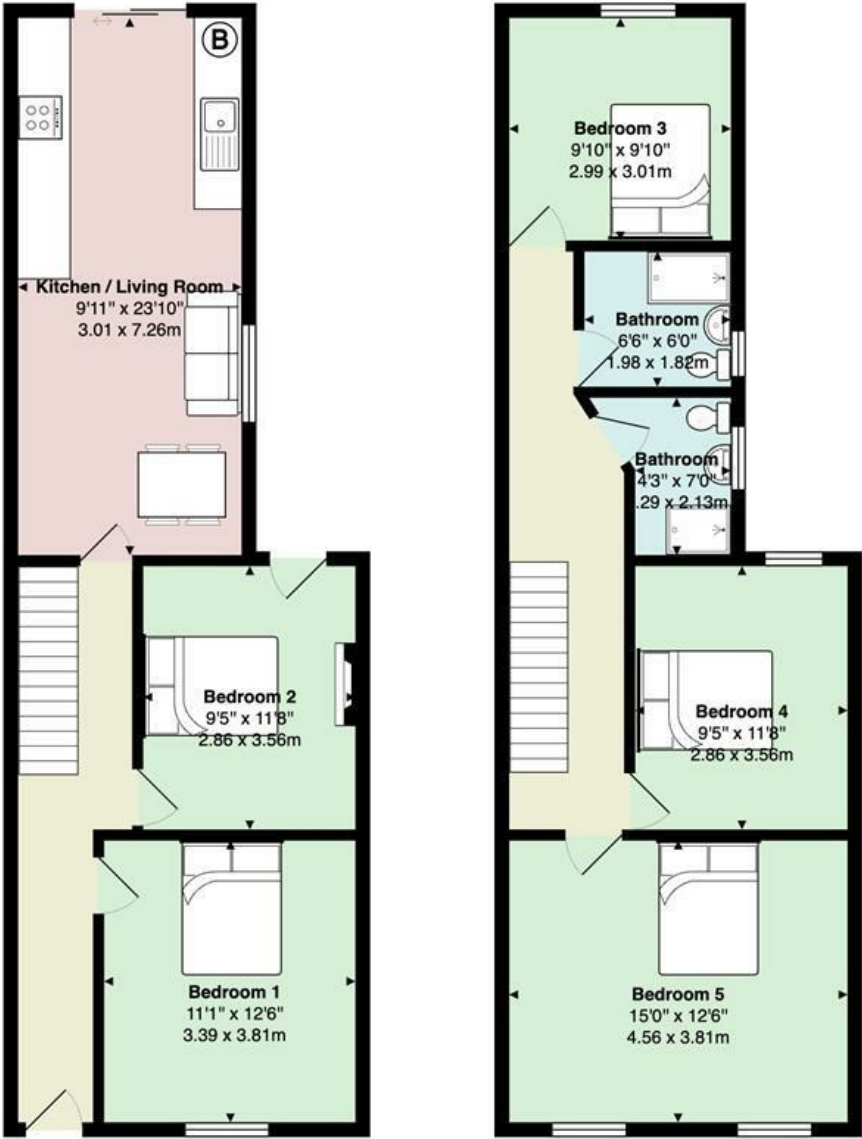 B
Kitchen / Living Room
9'11" x 23'10"
3.01 x 7.26m
Bedroom 2
9'5" x 11'8"
2.86 x 3.56m
Bedroom 1
11'1" x 12'6"
3.39 x 3.81m
Bedroom 3
9'10" x 9'10"
2.99 x 3.01m
Bathroom
6'6" x 6'0"
1.98 x 1.82m
Bathroom
4'3" x 7'0"
.29 x 2.13m
Bedroom 4
9'5" x 11'8"
2.86 x 3.56m
Bedroom 5
15'0" x 12'6"
4.56 x 3.81m